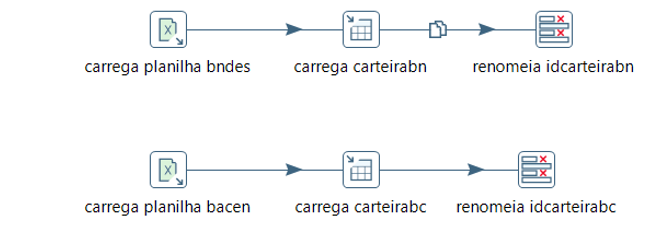 carrega planilha bndes
carrega carteirabn
renomeia idcarteirabn
carrega planilha bacen
carrega carteirabc
renomeia idcarteirabc